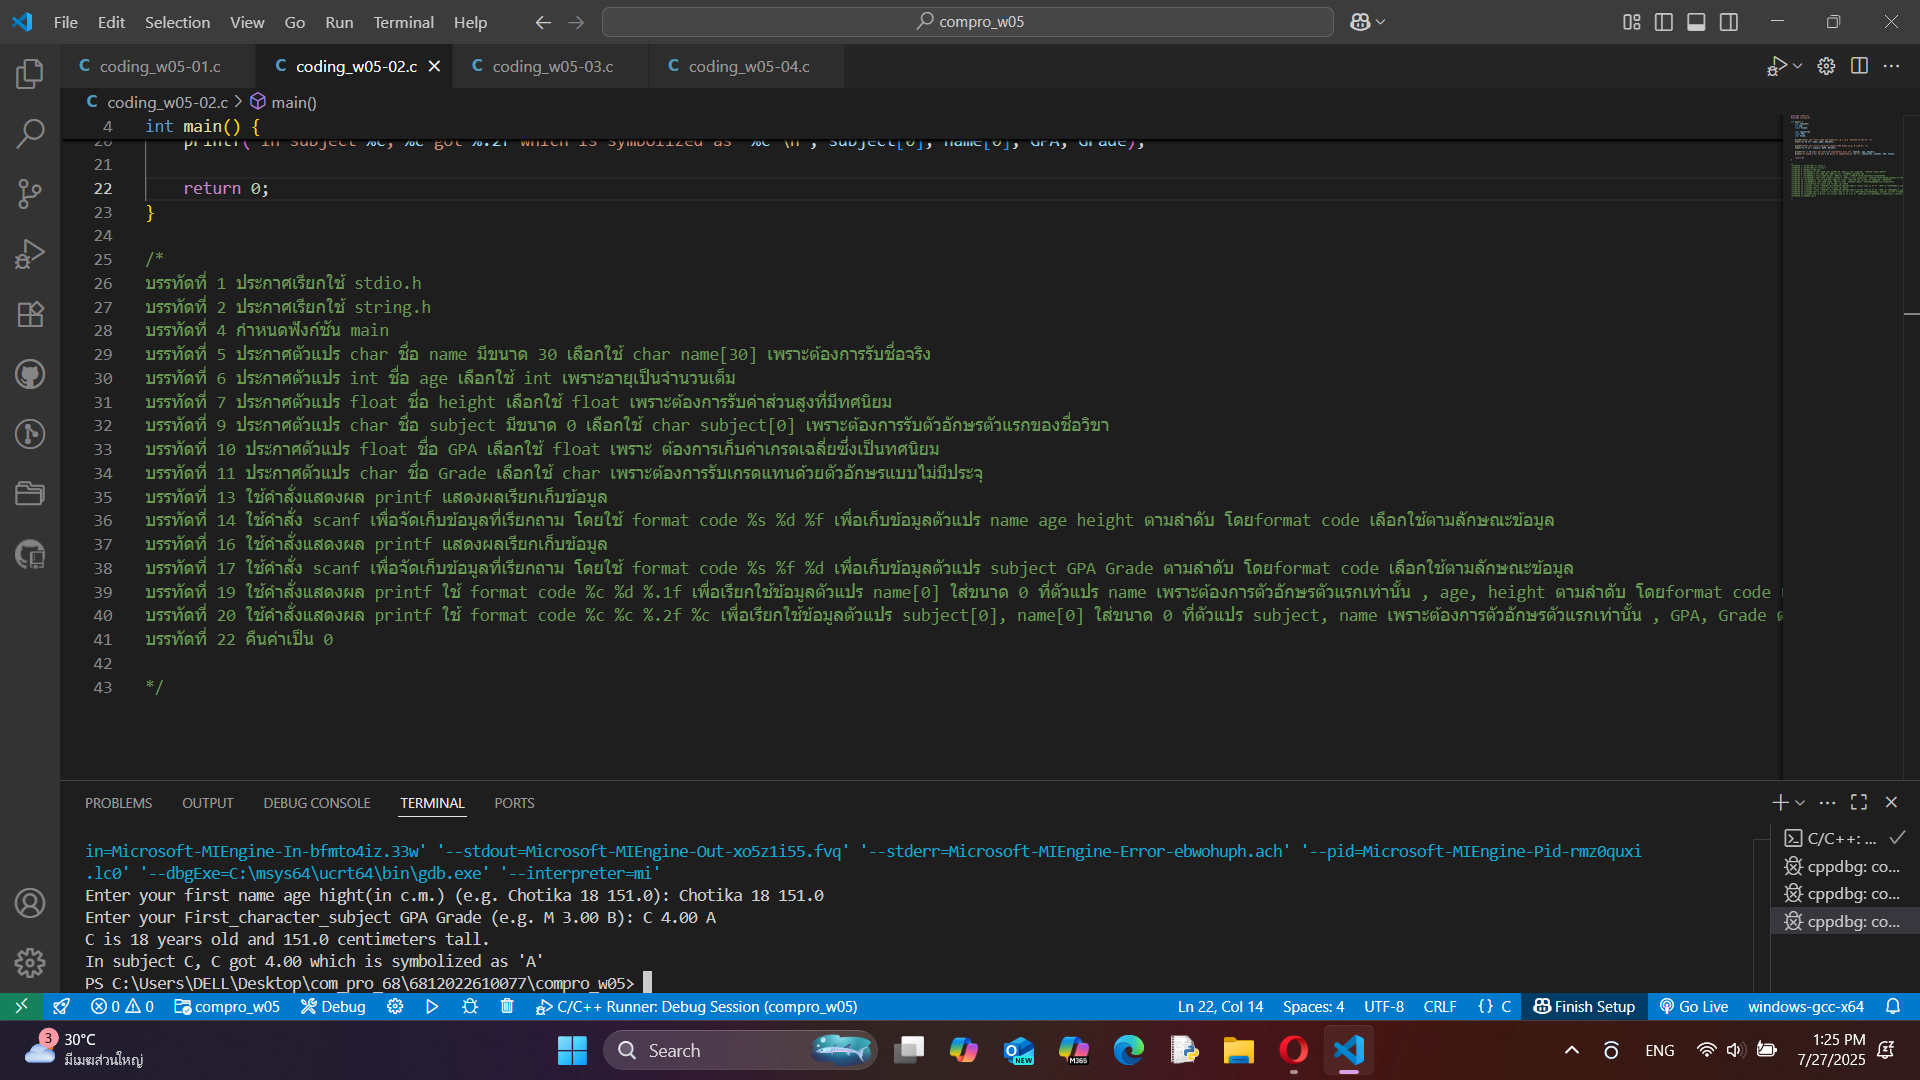 File Edit Selection View Go Run Terminal Help
compro_w05
C coding_w05-01.c
C coding_w05-02.c
C coding_w05-03.c
C coding_w05-04.c
C coding_w05-02.c > main()
4 int main() {
20 printf("In subject %c, %c got %.2f which is symbolized as '%c'\n", subject[0], name[0], GPA, Grade);
21
22 return 0;
23 }
24
25 /*
26 บรรทัดที่ 1 ประกาศเรียกใช้ stdio.h
27 บรรทัดที่ 2 ประกาศเรียกใช้ string.h
28 บรรทัดที่ 4 กำหนดฟังก์ชัน main
29 บรรทัดที่ 5 ประกาศตัวแปร char ชื่อ name มีขนาด 30 เลือกใช้ char name[30] เพราะต้องการรับชื่อจริง
30 บรรทัดที่ 6 ประกาศตัวแปร int ชื่อ age เลือกใช้ int เพราะอายุเป็นจำนวนเต็ม
31 บรรทัดที่ 7 ประกาศตัวแปร float ชื่อ height เลือกใช้ float เพราะต้องการรับค่าส่วนสูงที่มีทศนิยม
32 บรรทัดที่ 9 ประกาศตัวแปร char ชื่อ subject มีขนาด 0 เลือกใช้ char subject[0] เพราะต้องการรับตัวอักษรตัวแรกของชื่อวิขา
33 บรรทัดที่ 10 ประกาศตัวแปร float ชื่อ GPA เลือกใช้ float เพราะ ต้องการเก็บค่าเกรดเฉลี่ยซึ่งเป็นทศนิยม
34 บรรทัดที่ 11 ประกาศตัวแปร char ชื่อ Grade เลือกใช้ char เพราะต้องการรับเกรดแทนด้วยตัวอักษรแบบไม่มีประจุ
35 บรรทัดที่ 13 ใช้คำสั่งแสดงผล printf แสดงผลเรียกเก็บข้อมูล
36 บรรทัดที่ 14 ใช้คำสั่ง scanf เพื่อจัดเก็บข้อมูลที่เรียกถาม โดยใช้ format code %s %d %f เพื่อเก็บข้อมูลตัวแปร name age height ตามลำดับ โดยformat code เลือกใช้ตามลักษณะข้อมูล
37 บรรทัดที่ 16 ใช้คำสั่งแสดงผล printf แสดงผลเรียกเก็บข้อมูล
38 บรรทัดที่ 17 ใช้คำสั่ง scanf เพื่อจัดเก็บข้อมูลที่เรียกถาม โดยใช้ format code %s %f %d เพื่อเก็บข้อมูลตัวแปร subject GPA Grade ตามลำดับ โดยformat code เลือกใช้ตามลักษณะข้อมูล
39 บรรทัดที่ 19 ใช้คำสั่งแสดงผล printf ใช้ format code %c %d %.1f เพื่อเรียกใช้ข้อมูลตัวแปร name[0] ใส่ขนาด 0 ที่ตัวแปร name เพราะต้องการตัวอักษรตัวแรกเท่านั้น , age, height ตามลำดับ โดยformat code
40 บรรทัดที่ 20 ใช้คำสั่งแสดงผล printf ใช้ format code %c %c %.2f %c เพื่อเรียกใช้ข้อมูลตัวแปร subject[0], name[0] ใส่ขนาด 0 ที่ตัวแปร subject, name เพราะต้องการตัวอักษรตัวแรกเท่านั้น , GPA, Grade
41 บรรทัดที่ 22 คืนค่าเป็น 0
42
43 */
PROBLEMS OUTPUT DEBUG CONSOLE TERMINAL PORTS
C/C++: ...
cppdbg: co...
cppdbg: co...
cppdbg: co...
in=Microsoft-MIEngine-In-bfmto4iz.33w' '--stdout=Microsoft-MIEngine-Out-xo5z1i55.fvq' '--stderr=Microsoft-MIEngine-Error-ebwohuph.ach' '--pid=Microsoft-MIEngine-Pid-rmz0quxi
.lc0' '--dbgExe=C:\msys64\ucrt64\bin\gdb.exe' '--interpreter=mi'
Enter your first name age hight(in c.m.) (e.g. Chotika 18 151.0): Chotika 18 151.0
Enter your First_character_subject GPA Grade (e.g. M 3.00 B): C 4.00 A
C is 18 years old and 151.0 centimeters tall.
In subject C, C got 4.00 which is symbolized as 'A'
PS C:\Users\DELL\Desktop\com_pro_68\6812022610077\compro_w05>
0 0 compro_w05 Debug C/C++ Runner: Debug Session (compro_w05) Ln 22, Col 14 Spaces: 4 UTF-8 CRLF {} C Finish Setup Go Live windows-gcc-x64
3 30°C
มีเมฆส่วนใหญ่
Search
NEW
M365
ENG
1:25 PM
7/27/2025